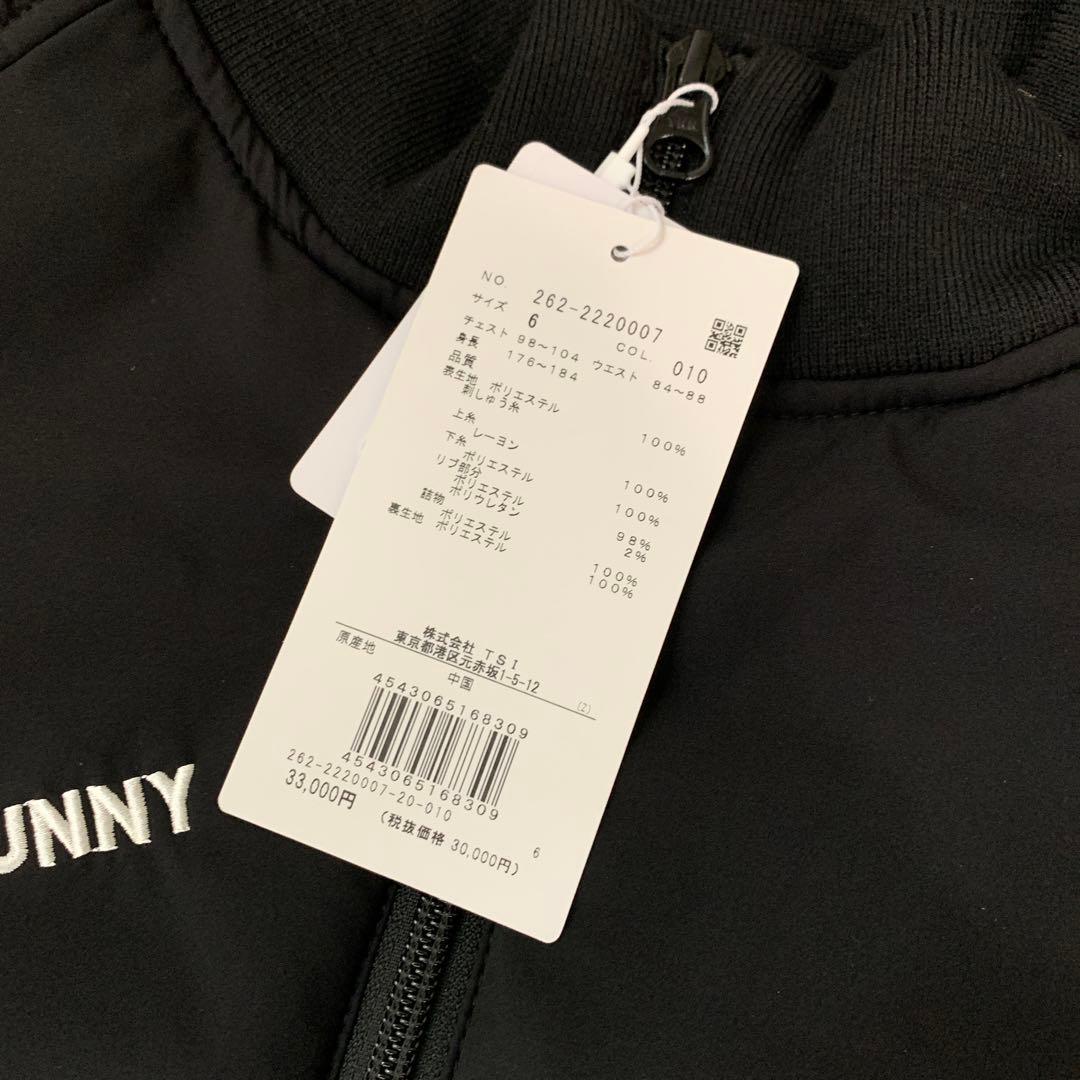 NO. 262-2220007
サイズ 6 COL. 010
チェスト 98～104 ウエスト 84～88
身長 176～184
品質
表生地 ポリエステル 100%
刺しゅう糸
上糸
レーヨン 100%
下糸
ポリエステル 100%
リブ部分
ポリエステル 98%
ポリウレタン 2%
詰物 ポリエステル 100%
裏生地 ポリエステル 100%
株式会社 TSI
東京都港区元赤坂1-5-12
原産地 中国 (2)
4543065168309
4543065168309
262-2220007-20-010
33,000円
(税抜価格 30,000円) 6
UNNY